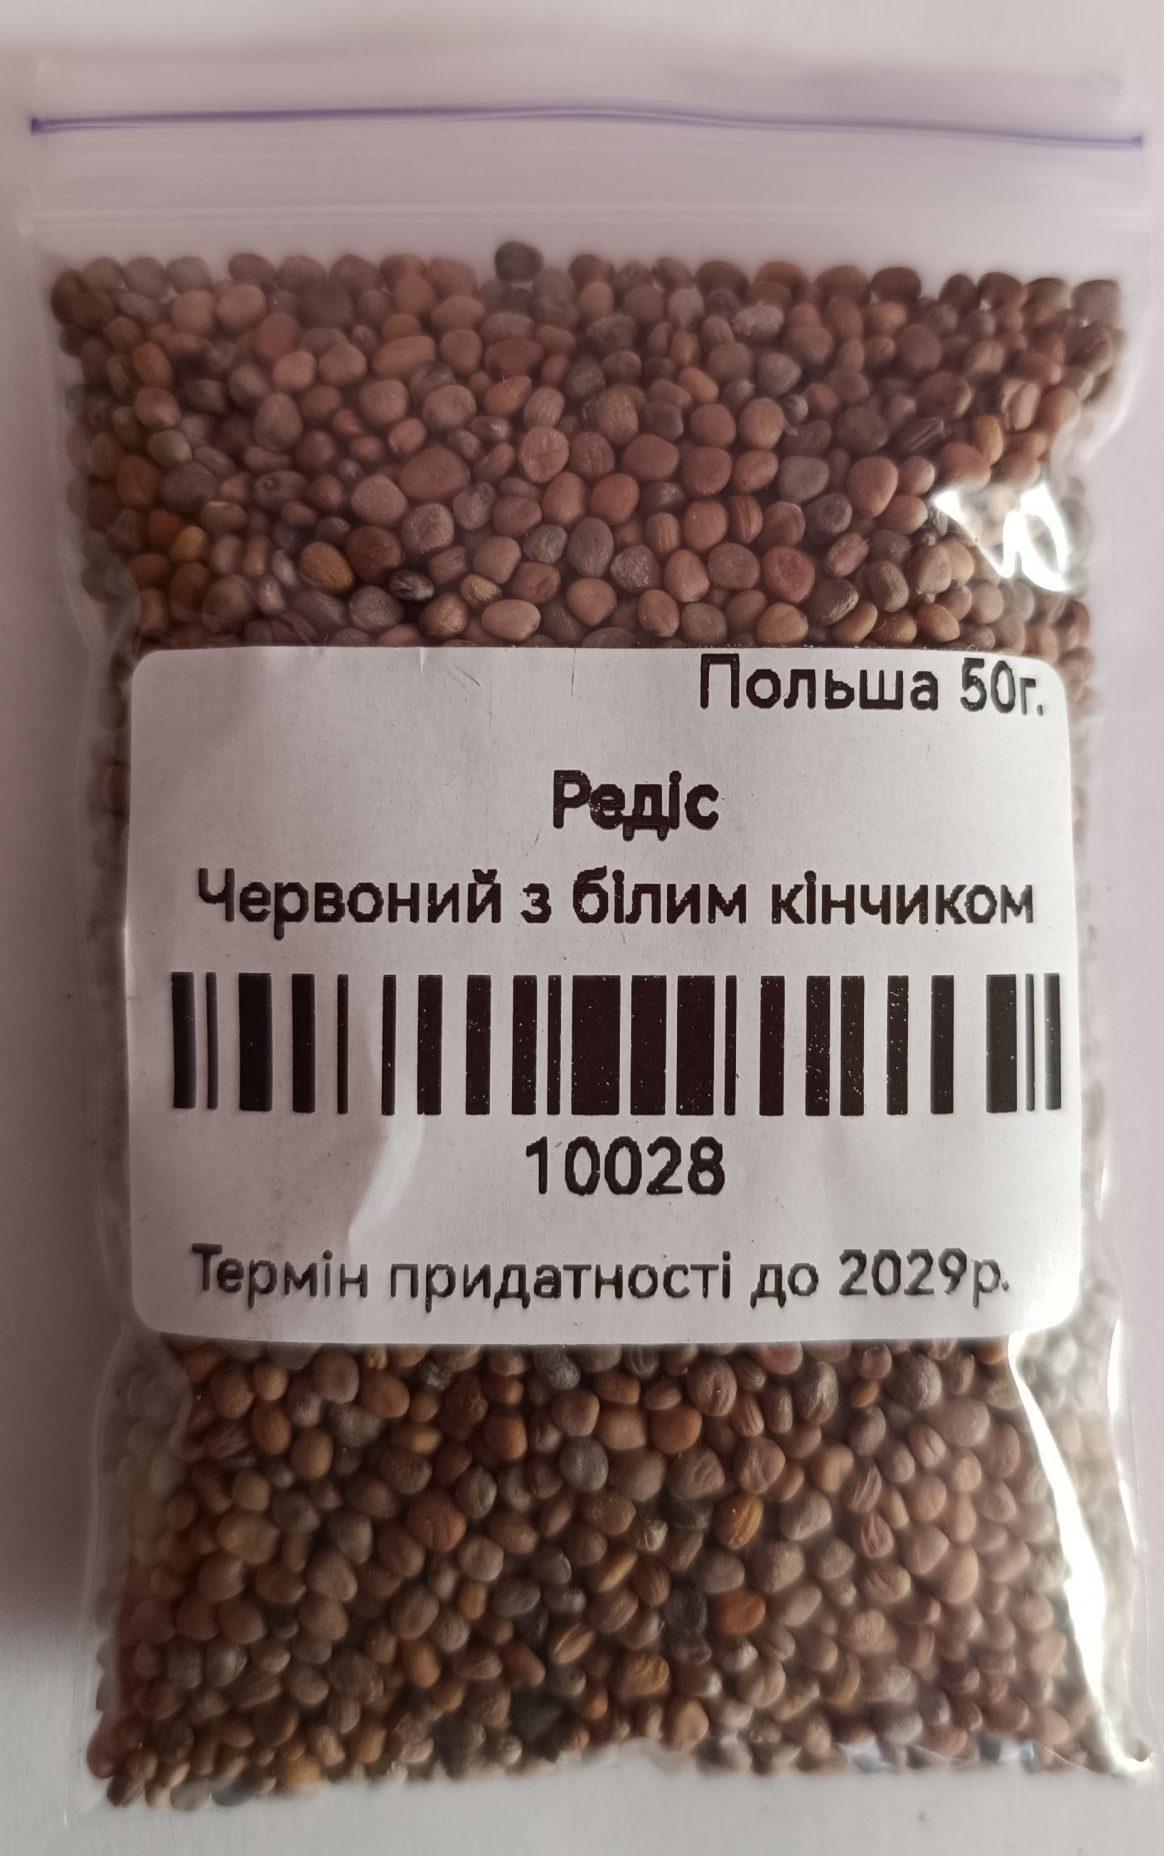 Польша 50г.
Редіс
Червоний з білим кінчиком
10028
Термін придатності до 2029р.